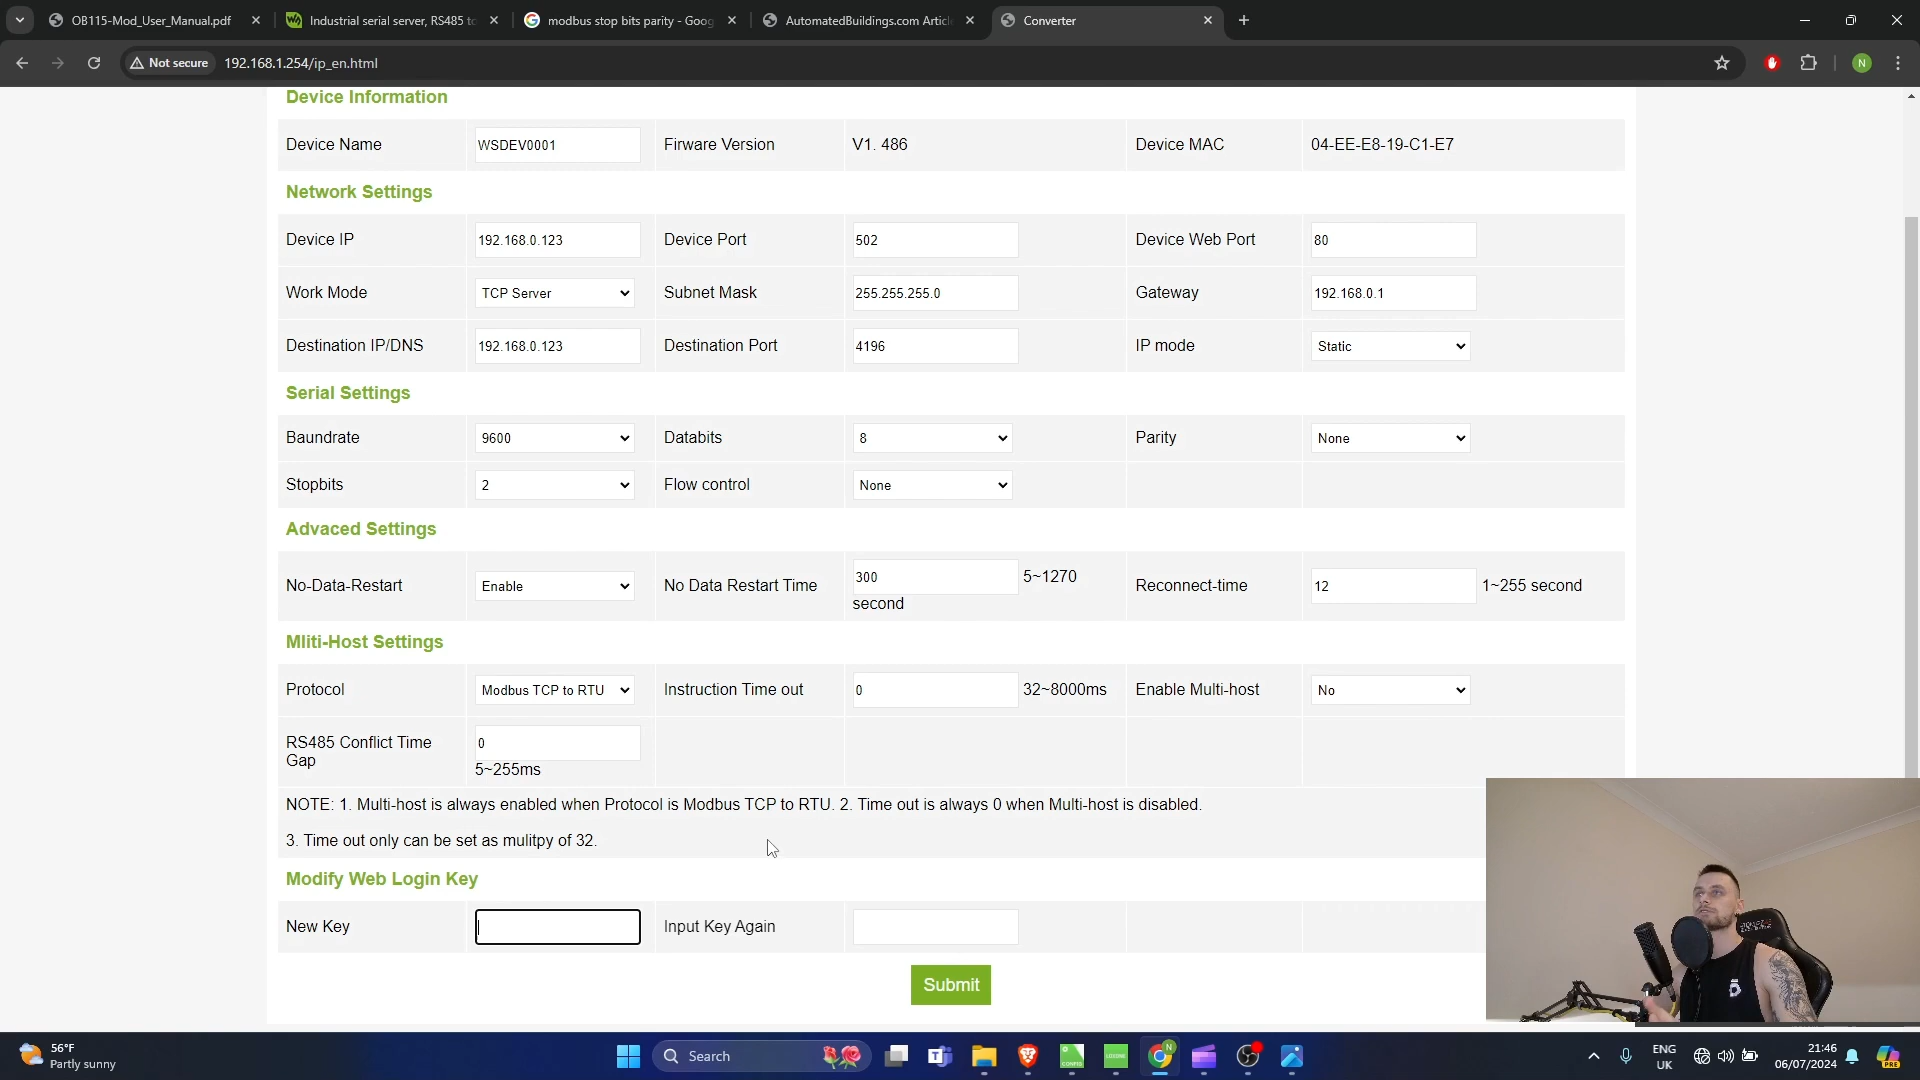 OB115-Mod_User_Manual.pdf
Industrial serial server, RS485 to
modbus stop bits parity - Goog
AutomatedBuildings.com Article
Converter
Not secure
192.168.1.254/ip_en.html
N
Device Information
Device Name WSDEV0001 Firware Version V1. 486 Device MAC 04-EE-E8-19-C1-E7
Network Settings
Device IP 192.168.0.123 Device Port 502 Device Web Port 80
Work Mode TCP Server Subnet Mask 255.255.255.0 Gateway 192.168.0.1
Destination IP/DNS 192.168.0.123 Destination Port 4196 IP mode Static
Serial Settings
Baundrate 9600 Databits 8 Parity None
Stopbits 2 Flow control None
Advaced Settings
No-Data-Restart Enable No Data Restart Time 300 5~1270 second Reconnect-time 12 1~255 second
Mliti-Host Settings
Protocol Modbus TCP to RTU Instruction Time out 0 32~8000ms Enable Multi-host No
RS485 Conflict Time Gap 0 5~255ms
NOTE: 1. Multi-host is always enabled when Protocol is Modbus TCP to RTU. 2. Time out is always 0 when Multi-host is disabled.
3. Time out only can be set as mulitpy of 32.
Modify Web Login Key
New Key Input Key Again
Submit
56°F
Partly sunny
Search
ENG
UK
21:46
06/07/2024